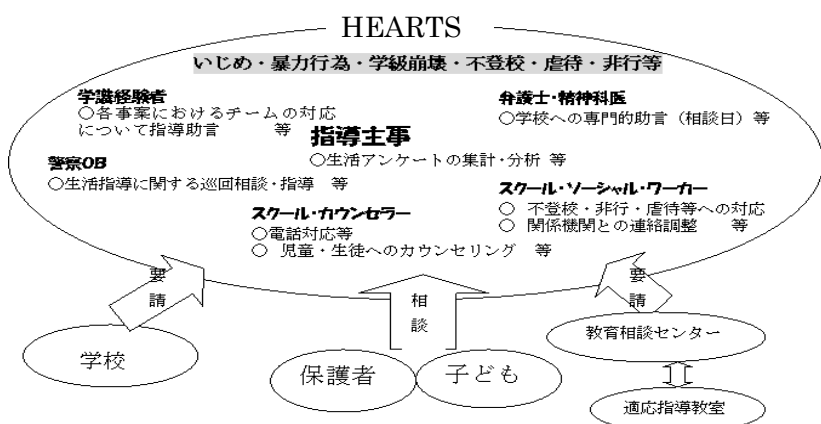 HEARTS
いじめ・暴力行為・学級崩壊・不登校・虐待・非行等
学識経験者
○各事案におけるチームの対応
について指導助言 等
弁護士・精神科医
○学校への専門的助言（相談日）等
指導主事
○生活アンケートの集計・分析 等
警察OB
○生活指導に関する巡回相談・指導 等
スクール・ソーシャル・ワーカー
○ 不登校・非行・虐待等への対応
○ 関係機関との連絡調整 等
スクール・カウンセラー
○電話対応等
○ 児童・生徒へのカウンセリング 等
要請
相談
要請
学校
保護者
子ども
教育相談センター
適応指導教室